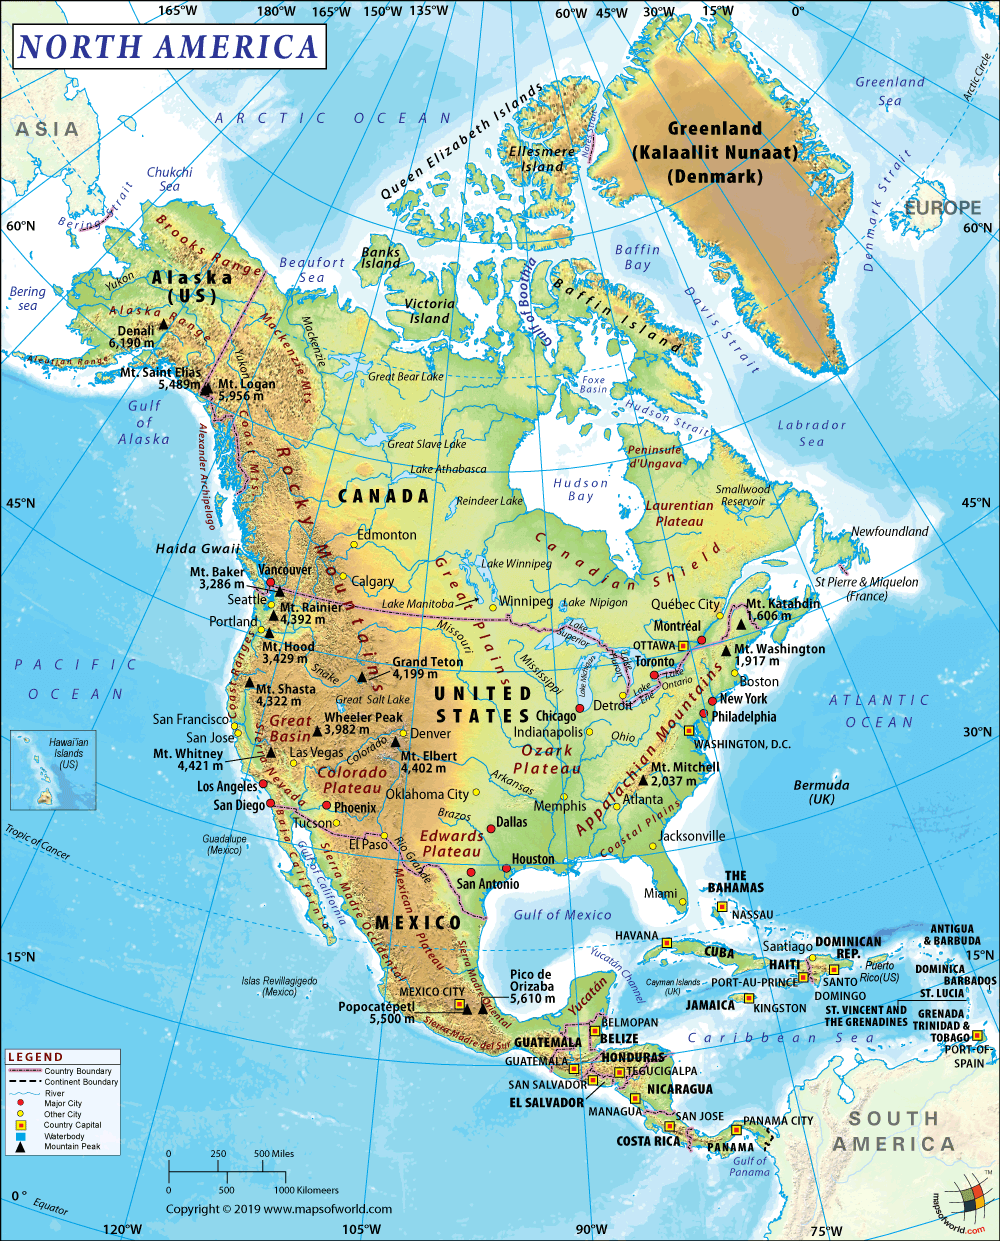 165°W 180°W 165°W 150°W 135°W 60°W 45°W 30°W 15°W 0°
NORTH AMERICA
ASIA
ARCTIC OCEAN
Queen Elizabeth Islands
Ellesmere
Island
Nares Strait
Greenland
(Kalaallit Nunaat)
(Denmark)
Greenland
Sea
Arctic Circle
Denmark Strait
EUROPE
60°N
60°N
Chukchi
Sea
Bering Strait
Bering
sea
Brooks Range
Beaufort
Sea
Banks
Island
Victoria
Island
Gulf of Boothia
Baffin
Bay
Baffin Island
Davis Strait
Yukon
Alaska
(US)
Alaska Range
Denali
6,190 m
Aleutian Range
Mt. Saint Elias
5,489m
Mt. Logan
5,956 m
Yukon
Mackenzie Mts.
Mackenzie
Great Bear Lake
Foxe
Basin
Hudson Strait
Labrador
Sea
Gulf
of
Alaska
Alexander Archipelago
Coast Mts.
Rocky Mountains
Great Slave Lake
Lake Athabasca
Reindeer Lake
CANADA
Hudson
Bay
Peninsule
d'Ungava
Laurentian
Plateau
Smallwood
Reservoir
45°N
45°N
Newfoundland
St Pierre & Miquelon
(France)
Haida Gwaii
Edmonton
Calgary
Canadian Shield
Great Plains
Lake Winnipeg
Lake Manitoba
Winnipeg
Lake Nipigon
Mt. Baker
3,286 m
Vancouver
Seattle
Mt. Rainier
4,392 m
Portland
Mt. Hood
3,429 m
Coast Ranges
Mt. Shasta
4,322 m
Snake
Missouri
Mississippi
Lake
Superior
Lake Michigan
Lake
Huron
Lake
Erie
Lake
Ontario
Québec City
Montréal
OTTAWA
Toronto
Mt. Katahdin
1,606 m
Mt. Washington
1,917 m
Boston
New York
Philadelphia
WASHINGTON, D.C.
PACIFIC
OCEAN
ATLANTIC
OCEAN
Grand Teton
4,199 m
Great Salt Lake
UNITED
STATES
Chicago
Detroit
Indianapolis
Ohio
San Francisco
San Jose
Great
Basin
Wheeler Peak
3,982 m
Denver
Colorado
Mt. Elbert
4,402 m
Mt. Whitney
4,421 m
Las Vegas
Sierra Nevada
Colorado
Plateau
Ozark
Plateau
Arkansas
Oklahoma City
Memphis
Appalachian Mountains
Mt. Mitchell
2,037 m
Atlanta
Coastal Plains
30°N
Hawai'ian
Islands
(US)
Los Angeles
San Diego
Phoenix
Tucson
El Paso
Brazos
Dallas
Edwards
Plateau
Houston
San Antonio
Rio Grande
Jacksonville
Bermuda
(UK)
Tropic of Cancer
Guadalupe
(Mexico)
Baja California
Gulf of California
Sierra Madre Occidental
Mexican Plateau
MEXICO
Sierra Madre Oriental
Gulf of Mexico
Miami
THE
BAHAMAS
NASSAU
HAVANA
CUBA
Santiago
DOMINICAN
REP.
HAITI
PORT-AU-PRINCE
SANTO
DOMINGO
Puerto
Rico(US)
ANTIGUA
& BARBUDA
15°N
15°N
DOMINICA
BARBADOS
ST. LUCIA
ST. VINCENT AND
THE GRENADINES
GRENADA
TRINIDAD &
TOBAGO
PORT-OF-
SPAIN
Yucatán Channel
Cayman Islands
(UK)
JAMAICA
KINGSTON
Caribbean Sea
Islas Revillagigedo
(Mexico)
MEXICO CITY
Popocatépetl
5,500 m
Pico de
Orizaba
5,610 m
Sierra Madre del Sur
Yucatán
BELMOPAN
BELIZE
GUATEMALA
GUATEMALA
HONDURAS
TEGUCIGALPA
SAN SALVADOR
EL SALVADOR
NICARAGUA
MANAGUA
SAN JOSE
COSTA RICA
PANAMA CITY
PANAMA
Gulf of
Panama
SOUTH
AMERICA
LEGEND
Country Boundary
Continent Boundary
River
Major City
Other City
Country Capital
Waterbody
Mountain Peak
0 250 500 Miles
0 500 1000 Kilomeers
Copyright © 2019 www.mapsofworld.com
0° Equator
120°W 105°W 90°W 75°W
mapsofworld.com
TM